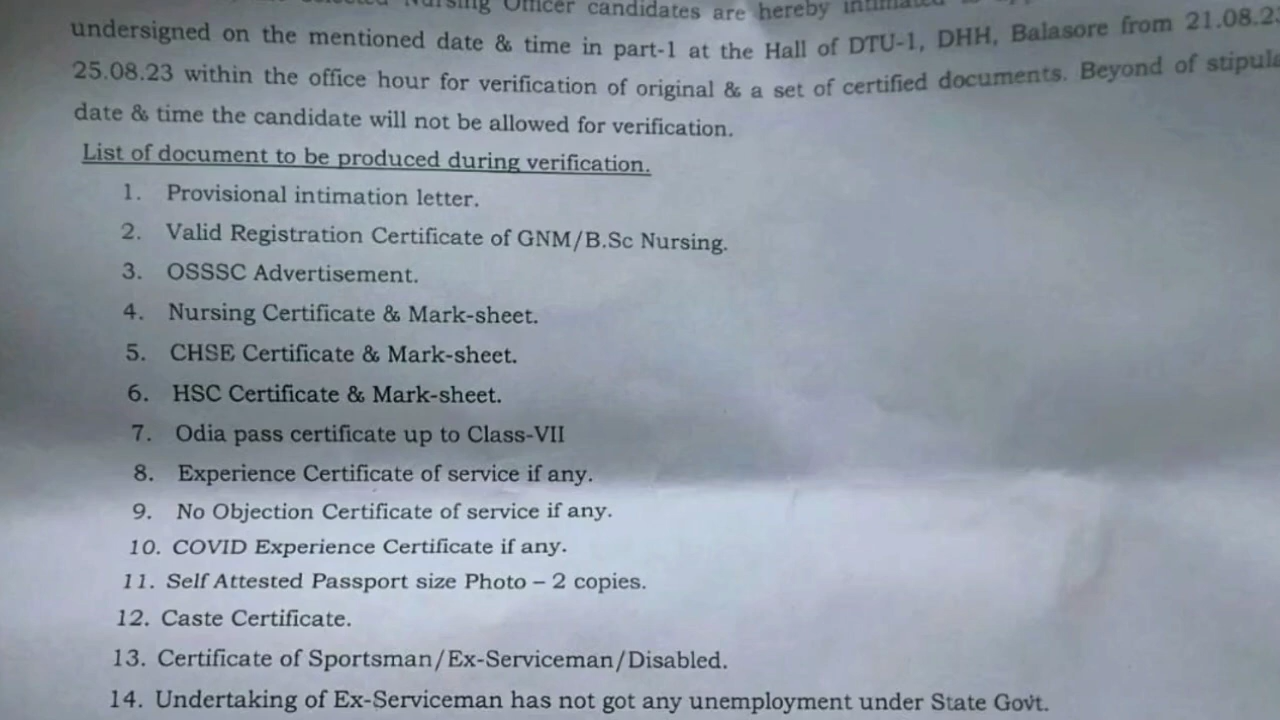 Nursing Officer candidates are hereby
undersigned on the mentioned date & time in part-1 at the Hall of DTU-1, DHH, Balasore from 21.08.2
25.08.23 within the office hour for verification of original & a set of certified documents. Beyond of stipula
date & time the candidate will not be allowed for verification.
List of document to be produced during verification.
1. Provisional intimation letter.
2. Valid Registration Certificate of GNM/B.Sc Nursing.
3. OSSSC Advertisement.
4. Nursing Certificate & Mark-sheet.
5. CHSE Certificate & Mark-sheet.
6. HSC Certificate & Mark-sheet.
7. Odia pass certificate up to Class-VII
8. Experience Certificate of service if any.
9. No Objection Certificate of service if any.
10. COVID Experience Certificate if any.
11. Self Attested Passport size Photo – 2 copies.
12. Caste Certificate.
13. Certificate of Sportsman/Ex-Serviceman/Disabled.
14. Undertaking of Ex-Serviceman has not got any unemployment under State Govt.